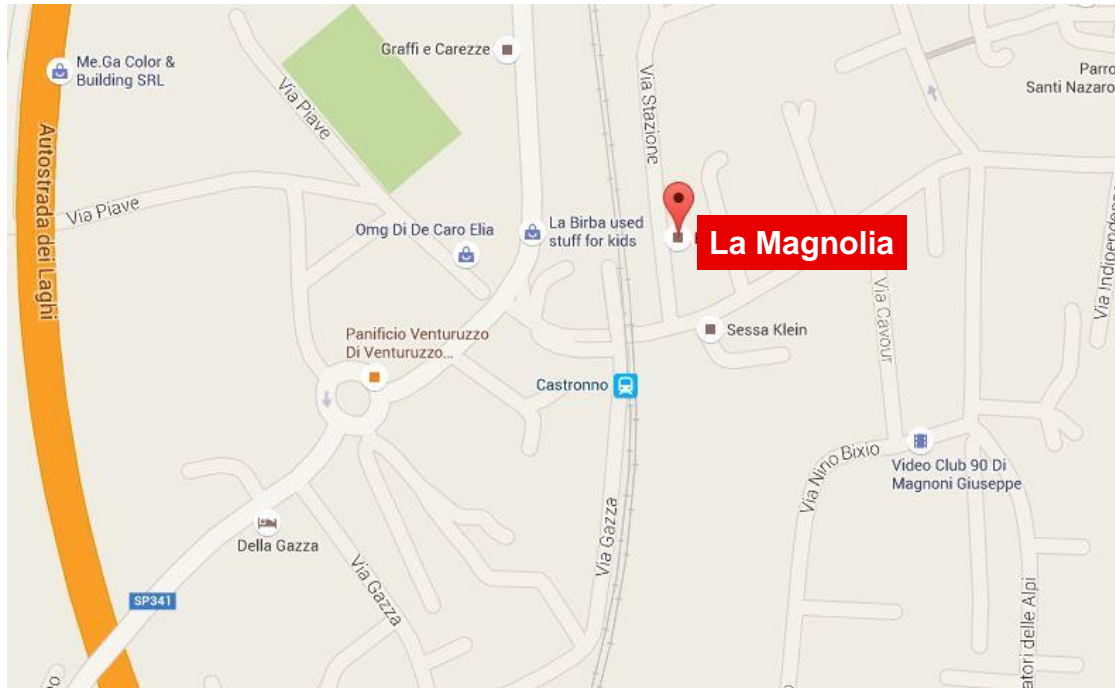 Graffi e Carezze
Me.Ga Color &
Building SRL
Parro
Santi Nazaro
Via Stazione
Via Piave
Autostrada dei Laghi
Via Piave
Omg Di De Caro Elia
La Birba used
stuff for kids
La Magnolia
Via Indipendenza
Via Cavour
Sessa Klein
Panificio Venturuzzo
Di Venturuzzo...
Castronno
Via Nino Bixio
Video Club 90 Di
Magnoni Giuseppe
Via Gazza
Della Gazza
Via Gazza
SP341
atori delle Alpi